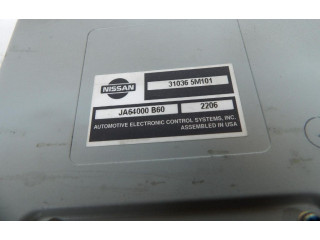 NISSAN
31036 5M101
JA64000 B60
2206
AUTOMOTIVE ELECTRONIC CONTROL SYSTEMS, INC.
ASSEMBLED IN USA